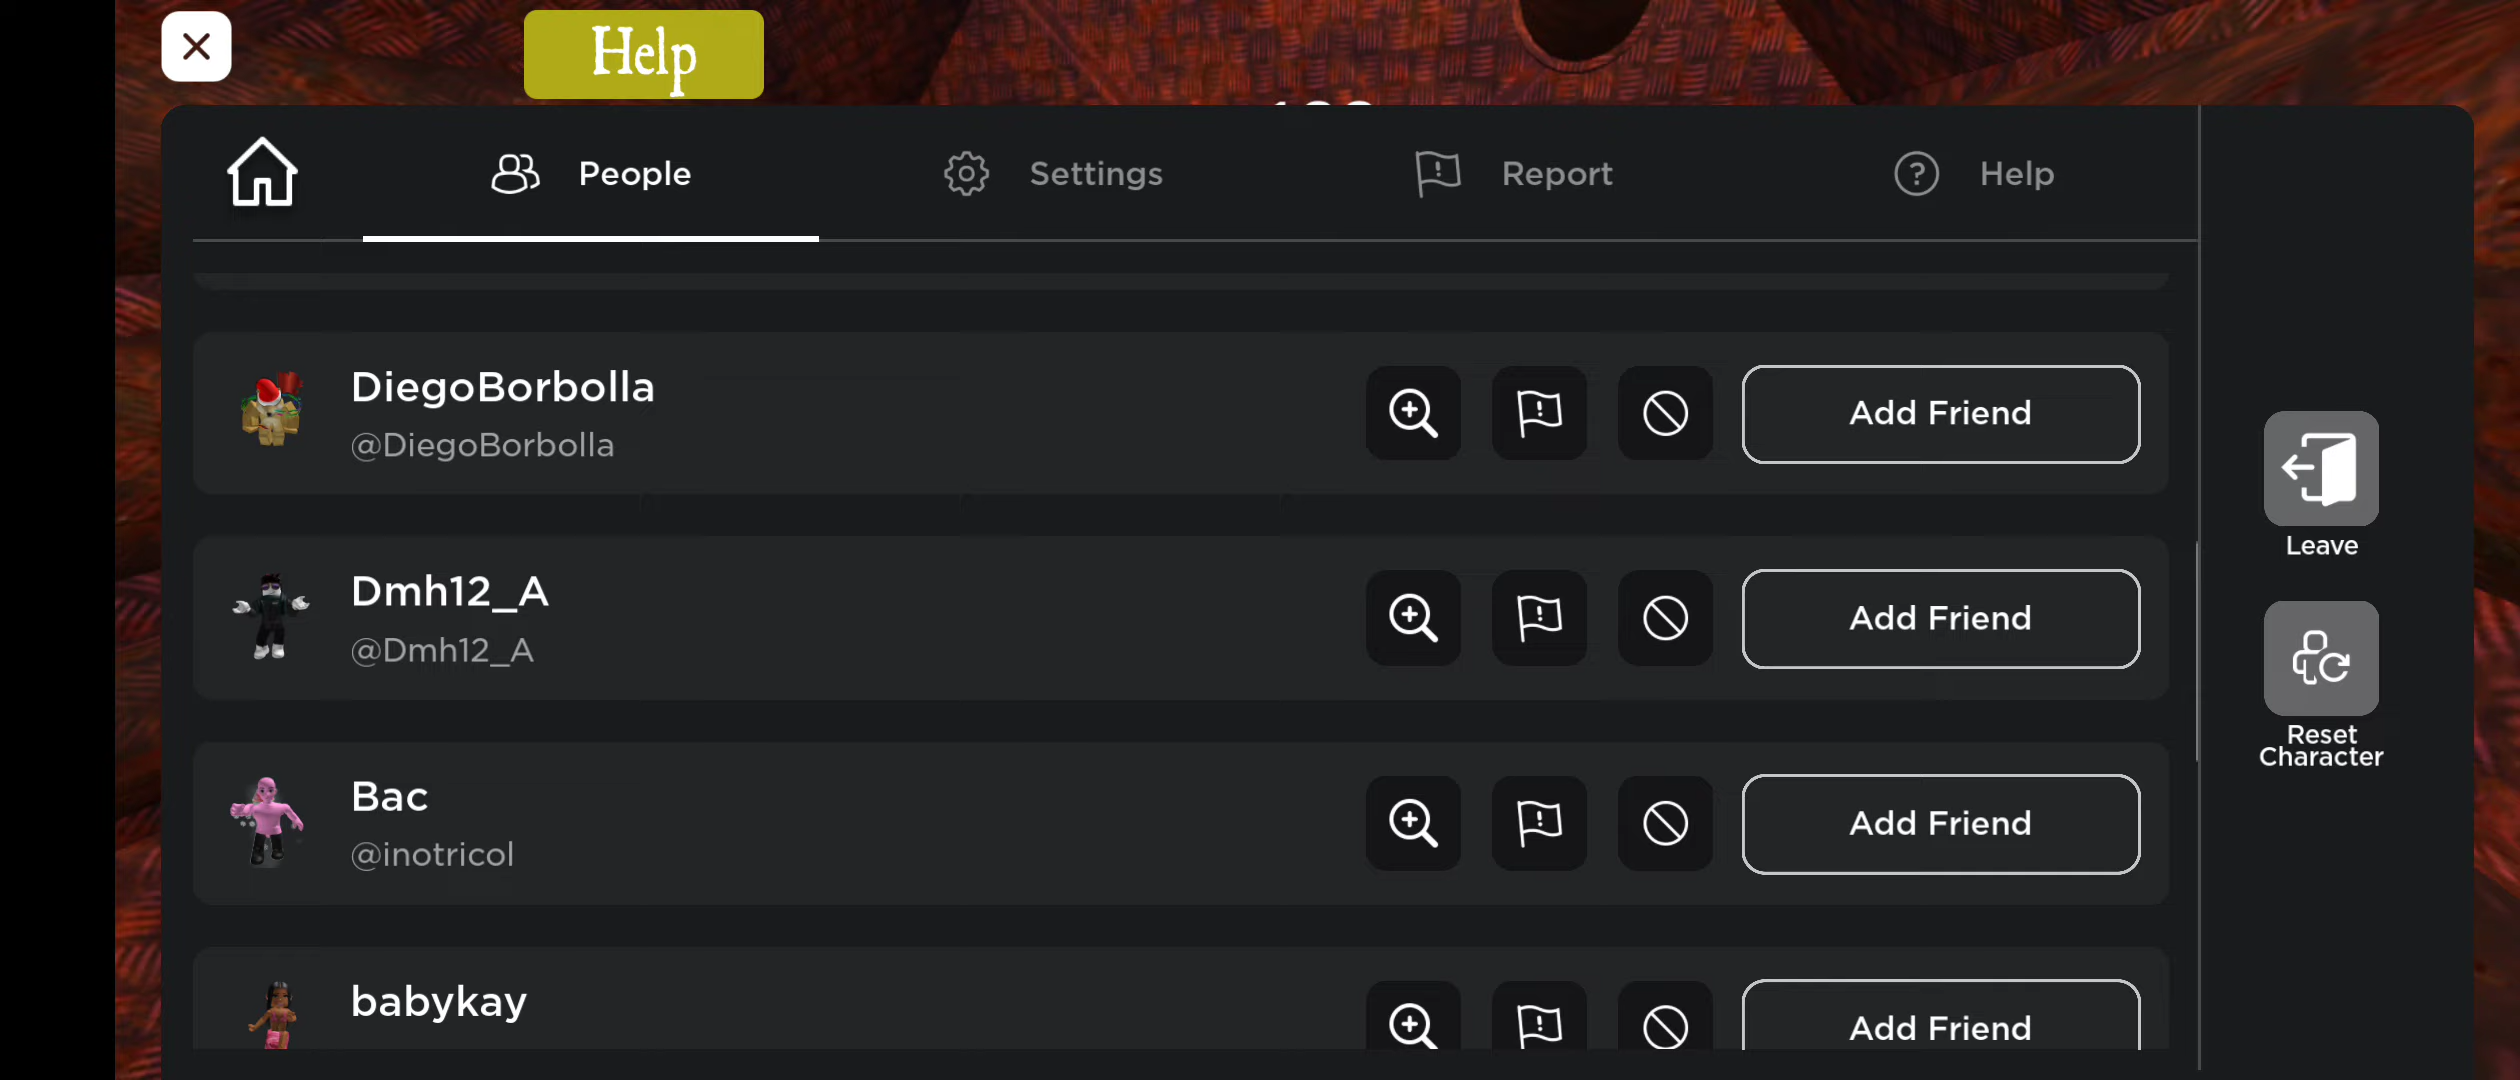 Help
People
Settings
Report
Help
DiegoBorbolla
@DiegoBorbolla
Add Friend
Dmh12_A
@Dmh12_A
Add Friend
Bac
@inotricol
Add Friend
babykay
Add Friend
Leave
Reset
Character